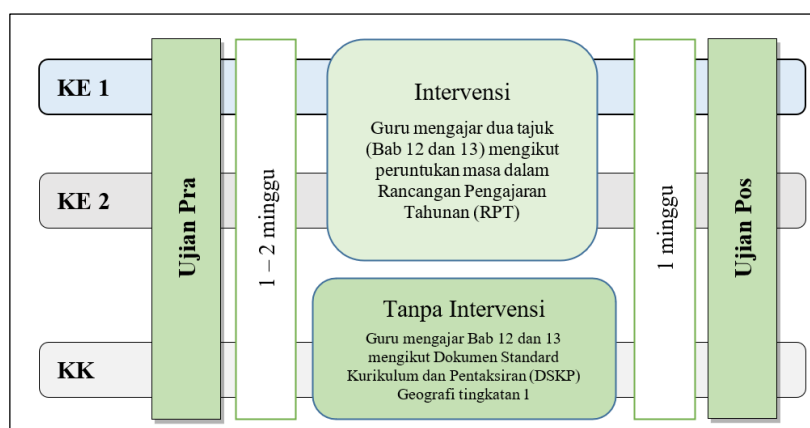 KE 1
KE 2
KK
Ujian Pra
1 – 2 minggu
Intervensi
Guru mengajar dua tajuk
(Bab 12 dan 13) mengikut
peruntukan masa dalam
Rancangan Pengajaran
Tahunan (RPT)
Tanpa Intervensi
Guru mengajar Bab 12 dan 13
mengikut Dokumen Standard
Kurikulum dan Pentaksiran (DSKP)
Geografi tingkatan 1
1 minggu
Ujian Pos